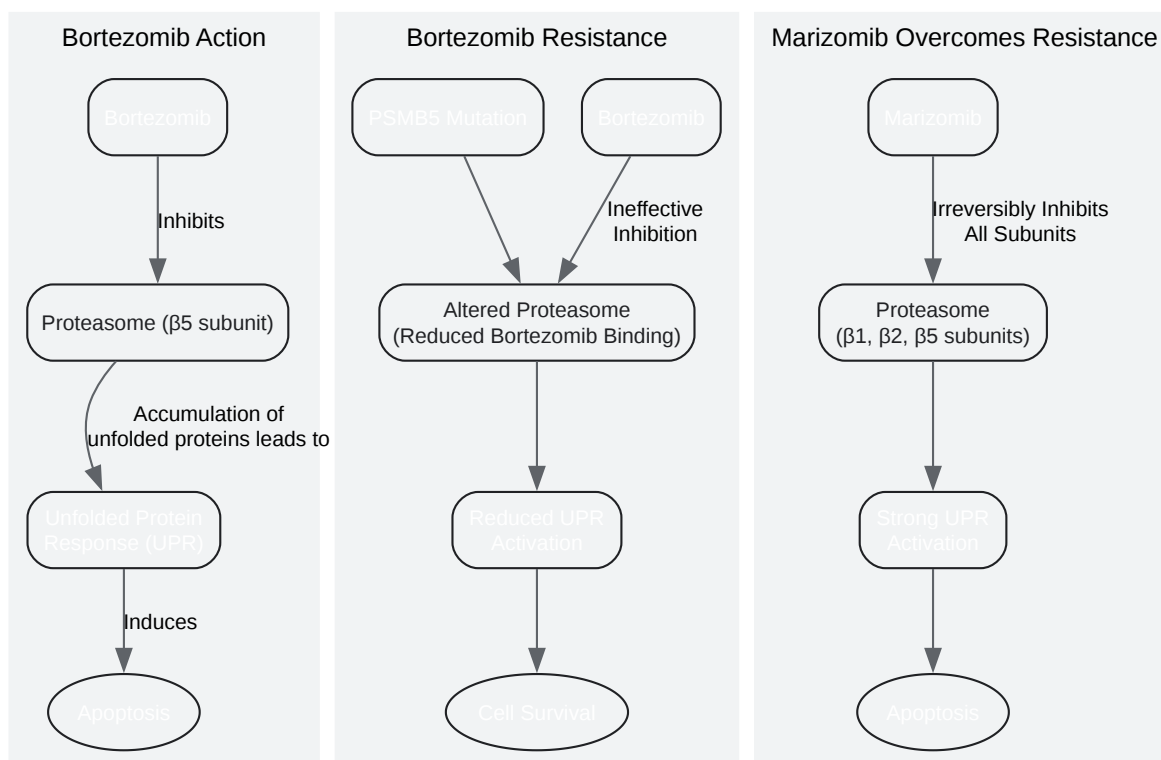 Bortezomib Action
Bortezomib
Inhibits
Proteasome (β5 subunit)
Accumulation of
unfolded proteins leads to
Unfolded Protein
Response (UPR)
Induces
Apoptosis
Bortezomib Resistance
PSMB5 Mutation
Bortezomib
Ineffective
Inhibition
Altered Proteasome
(Reduced Bortezomib Binding)
Reduced UPR
Activation
Cell Survival
Marizomib Overcomes Resistance
Marizomib
Irreversibly Inhibits
All Subunits
Proteasome
(β1, β2, β5 subunits)
Strong UPR
Activation
Apoptosis